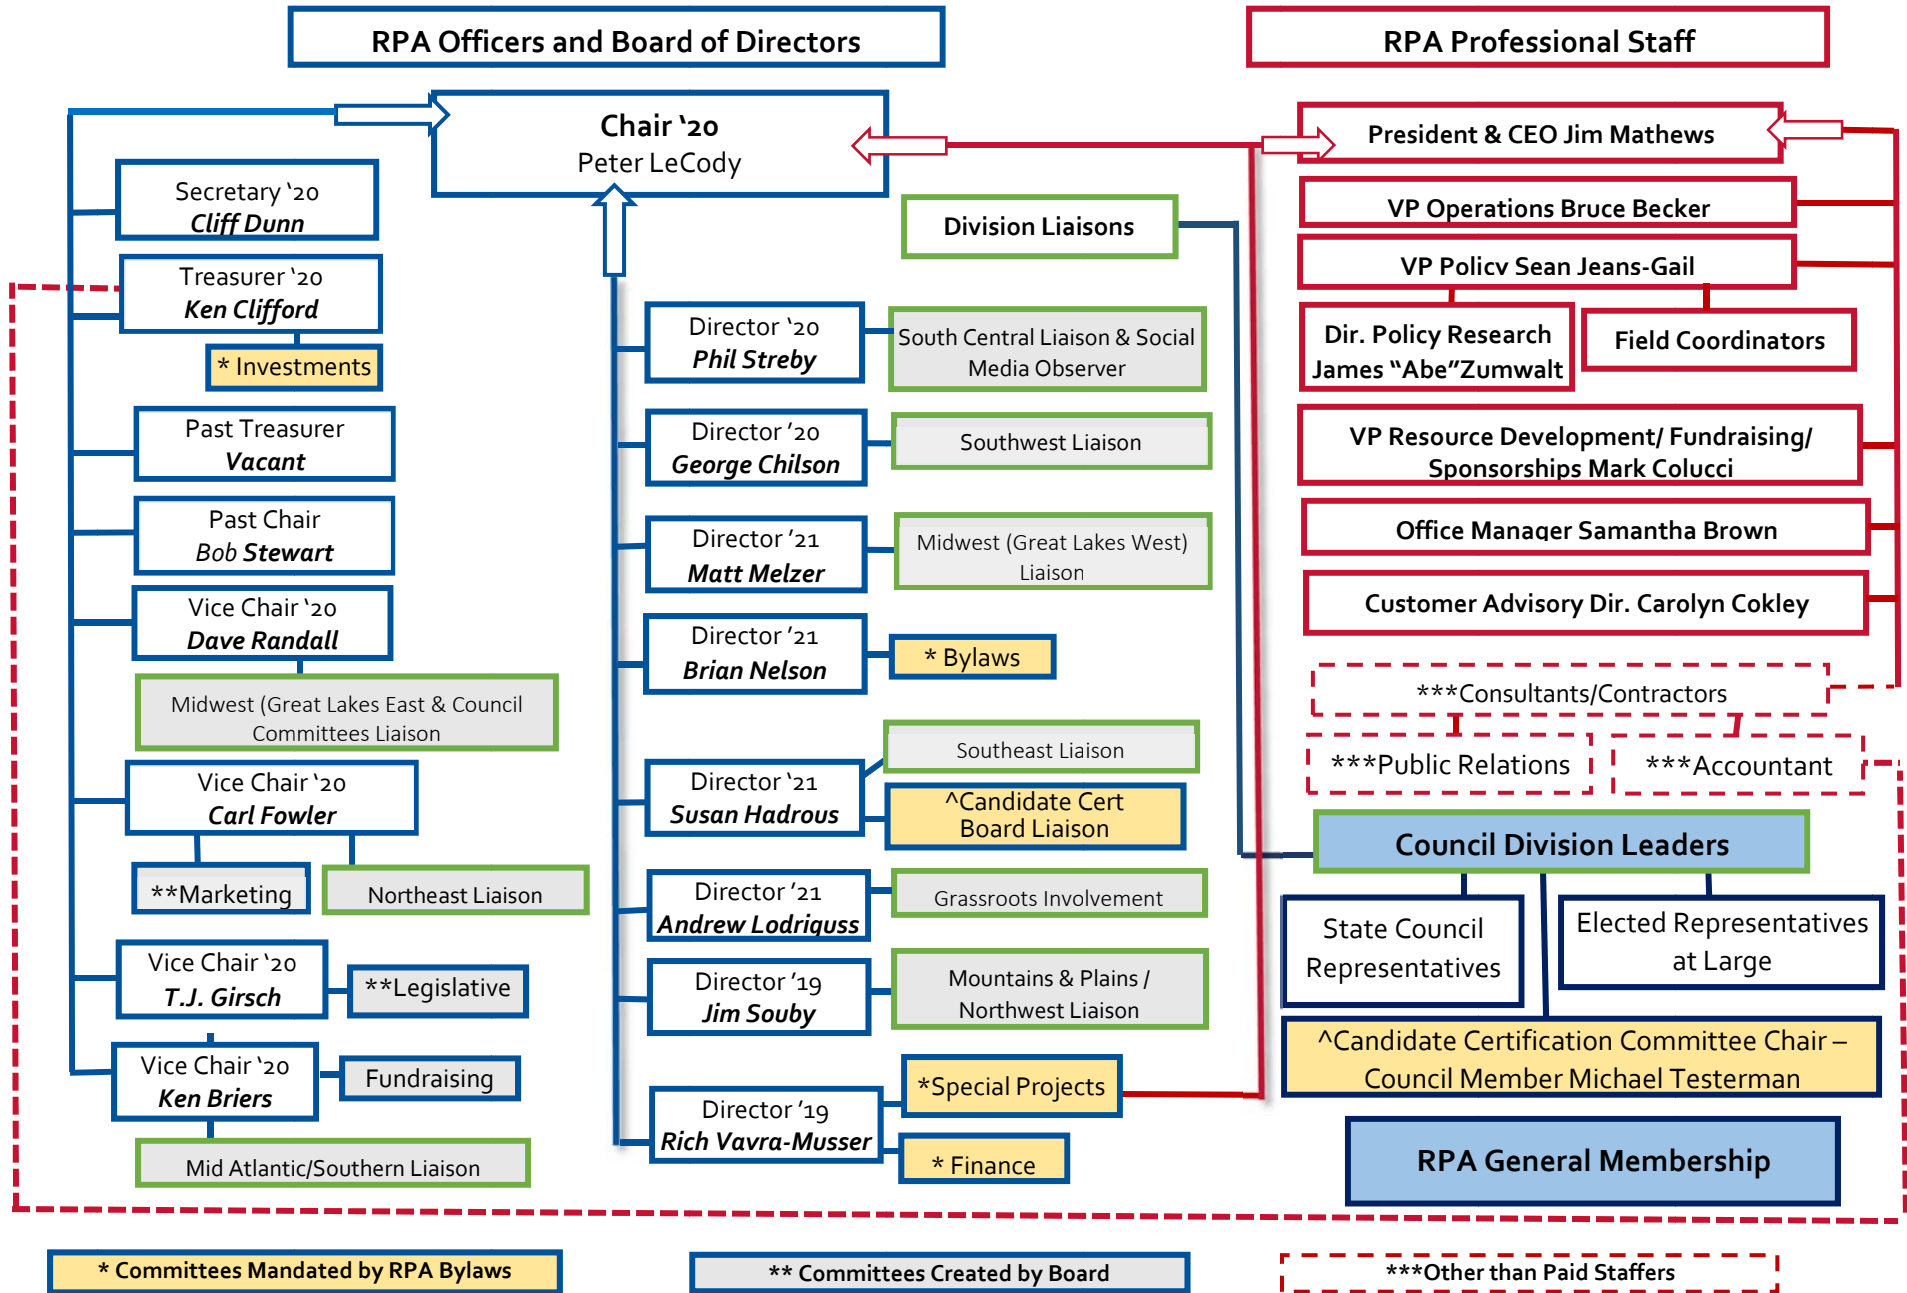 RPA Officers and Board of Directors
RPA Professional Staff
Chair ‘20
Peter LeCody
Secretary ‘20
Cliff Dunn
Treasurer ‘20
Ken Clifford
* Investments
Past Treasurer
Vacant
Past Chair
Bob Stewart
Vice Chair ‘20
Dave Randall
Midwest (Great Lakes East & Council
Committees Liaison
Vice Chair ‘20
Carl Fowler
**Marketing
Northeast Liaison
Vice Chair ‘20
T.J. Girsch
**Legislative
Vice Chair ‘20
Ken Briers
Fundraising
Mid Atlantic/Southern Liaison
Division Liaisons
Director ‘20
Phil Streby
South Central Liaison & Social
Media Observer
Director ’20
George Chilson
Southwest Liaison
Director ’21
Matt Melzer
Midwest (Great Lakes West)
Liaison
Director ’21
Brian Nelson
* Bylaws
Director ’21
Susan Hadrous
Southeast Liaison
^Candidate Cert
Board Liaison
Director ’21
Andrew Lodriguss
Grassroots Involvement
Director ’19
Jim Souby
Mountains & Plains /
Northwest Liaison
Director ’19
Rich Vavra-Musser
*Special Projects
* Finance
President & CEO Jim Mathews
VP Operations Bruce Becker
VP Policy Sean Jeans-Gail
Dir. Policy Research
James “Abe”Zumwalt
Field Coordinators
VP Resource Development/ Fundraising/
Sponsorships Mark Colucci
Office Manager Samantha Brown
Customer Advisory Dir. Carolyn Cokley
***Consultants/Contractors
***Public Relations
***Accountant
Council Division Leaders
State Council
Representatives
Elected Representatives
at Large
^Candidate Certification Committee Chair –
Council Member Michael Testerman
RPA General Membership
* Committees Mandated by RPA Bylaws
** Committees Created by Board
***Other than Paid Staffers